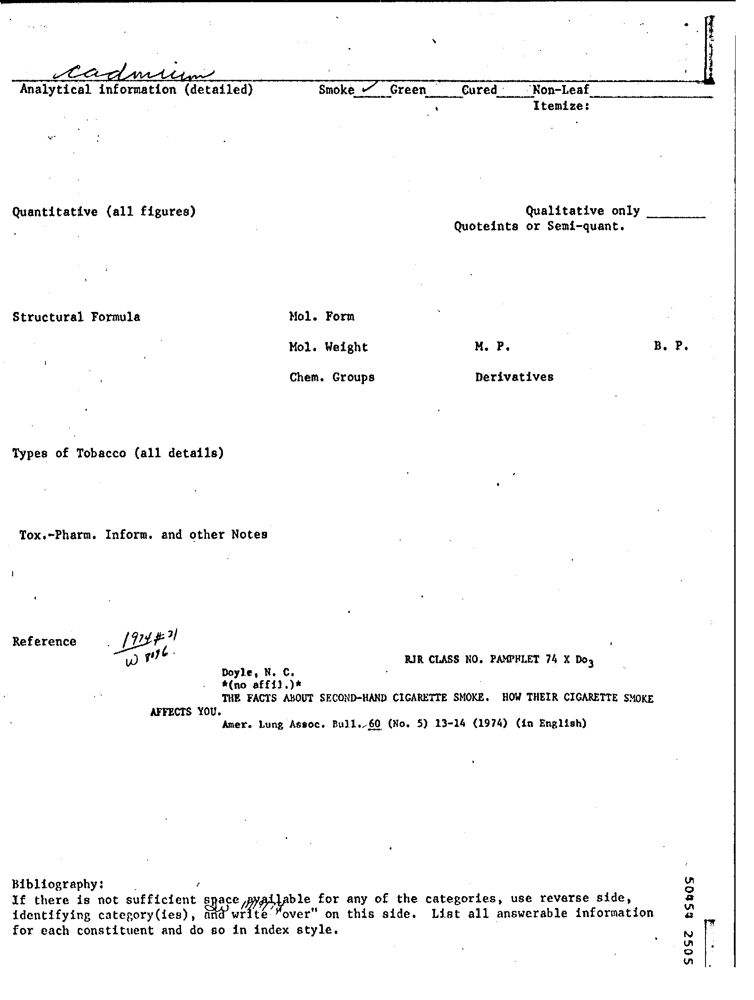 cadmium
Analytical information (detailed) Smoke ✓ Green Cured Non-Leaf
Itemize:
Quantitative (all figures) Qualitative only
Quoteints or Semi-quant.
Structural Formula Mol. Form
Mol. Weight M. P. B. P.
Chem. Groups Derivatives
Types of Tobacco (all details)
Tox.-Pharm. Inform. and other Notes
Reference 1974 #31
RJR CLASS NO. PAMPHLET 74 X Do3
Doyle, N. C.
*(no affil.)*
THE FACTS ABOUT SECOND-HAND CIGARETTE SMOKE. HOW THEIR CIGARETTE SMOKE
AFFECTS YOU.
Amer. Lung Assoc. Bull. 60 (No. 5) 13-14 (1974) (in English)
Bibliography:
If there is not sufficient space available for any of the categories, use reverse side,
identifying category(ies), and write "over" on this side. List all answerable information
for each constituent and do so in index style.
50454 2505